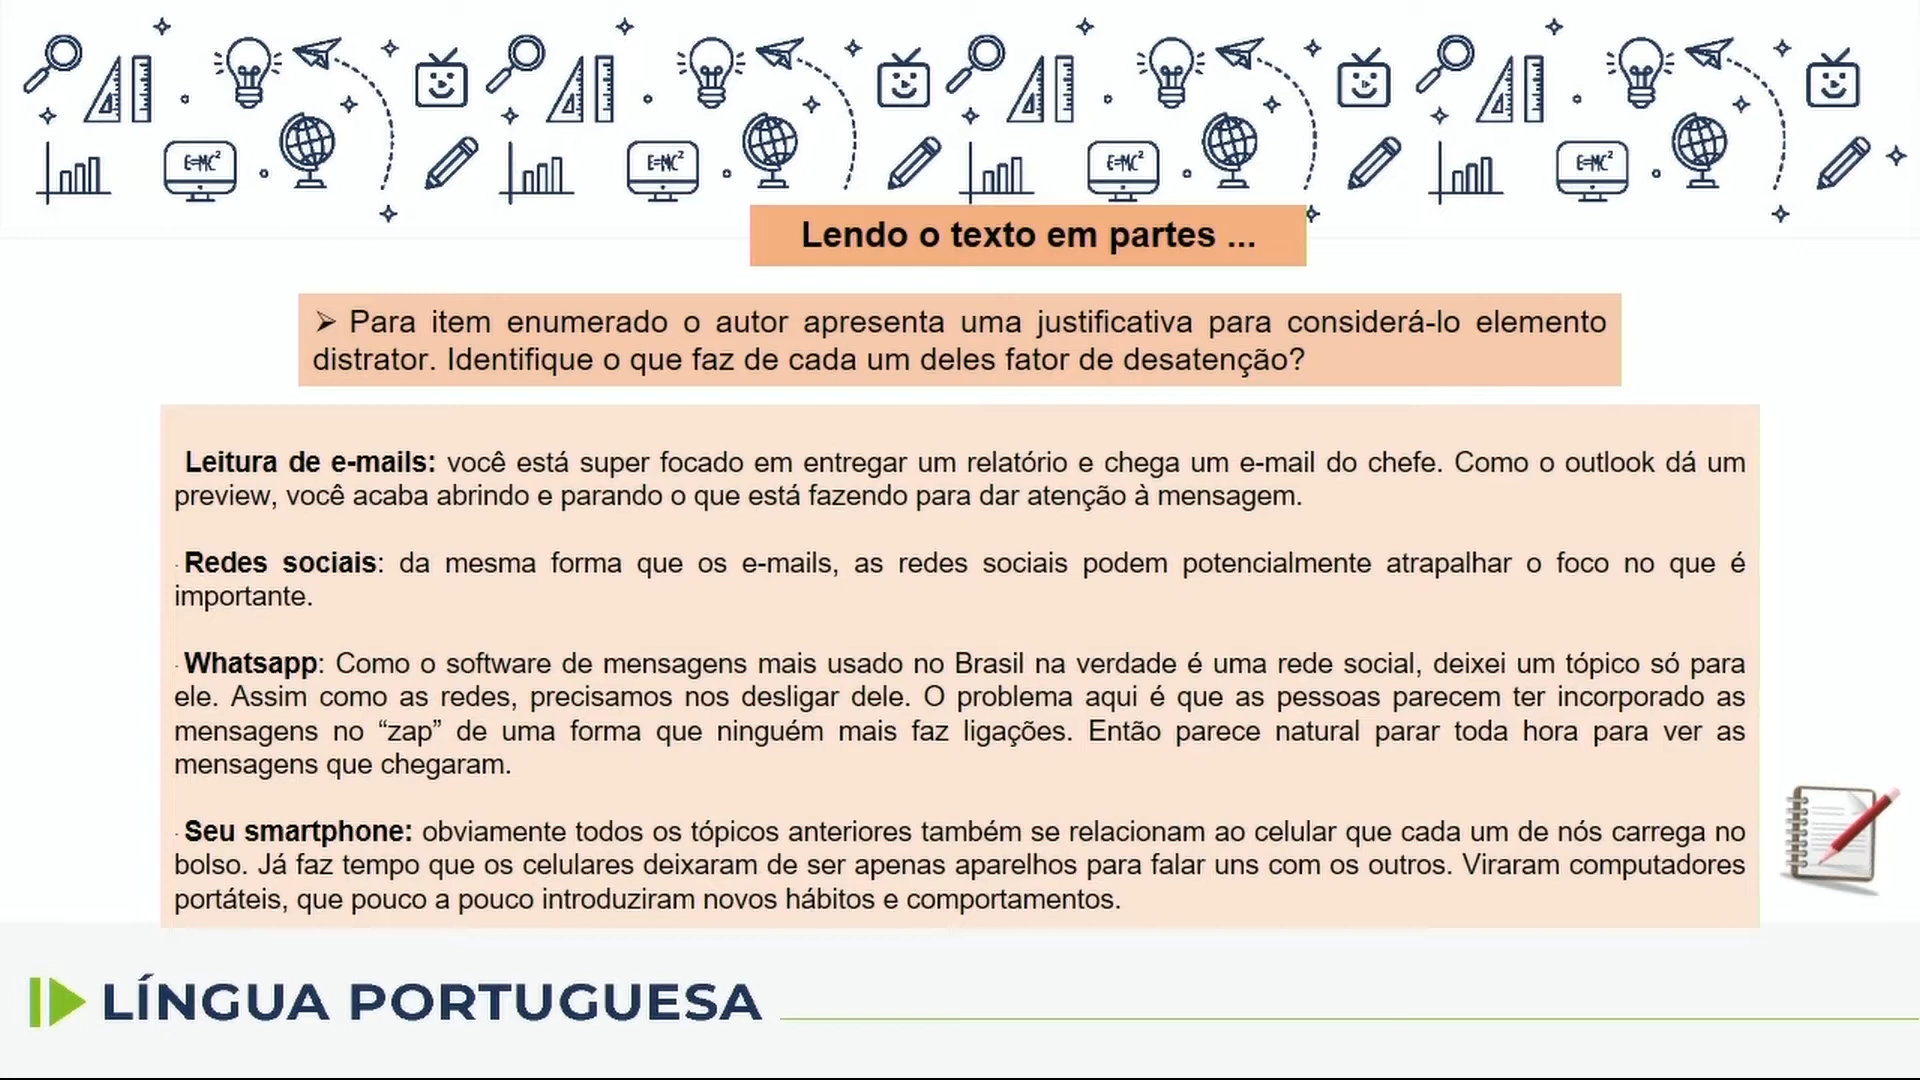 E=MC²
E=MC²
E=MC²
E=MC²
Lendo o texto em partes ...
➢ Para item enumerado o autor apresenta uma justificativa para considerá-lo elemento
distrator. Identifique o que faz de cada um deles fator de desatenção?
Leitura de e-mails: você está super focado em entregar um relatório e chega um e-mail do chefe. Como o outlook dá um
preview, você acaba abrindo e parando o que está fazendo para dar atenção à mensagem.
· Redes sociais: da mesma forma que os e-mails, as redes sociais podem potencialmente atrapalhar o foco no que é
importante.
· Whatsapp: Como o software de mensagens mais usado no Brasil na verdade é uma rede social, deixei um tópico só para
ele. Assim como as redes, precisamos nos desligar dele. O problema aqui é que as pessoas parecem ter incorporado as
mensagens no “zap” de uma forma que ninguém mais faz ligações. Então parece natural parar toda hora para ver as
mensagens que chegaram.
· Seu smartphone: obviamente todos os tópicos anteriores também se relacionam ao celular que cada um de nós carrega no
bolso. Já faz tempo que os celulares deixaram de ser apenas aparelhos para falar uns com os outros. Viraram computadores
portáteis, que pouco a pouco introduziram novos hábitos e comportamentos.
LÍNGUA PORTUGUESA